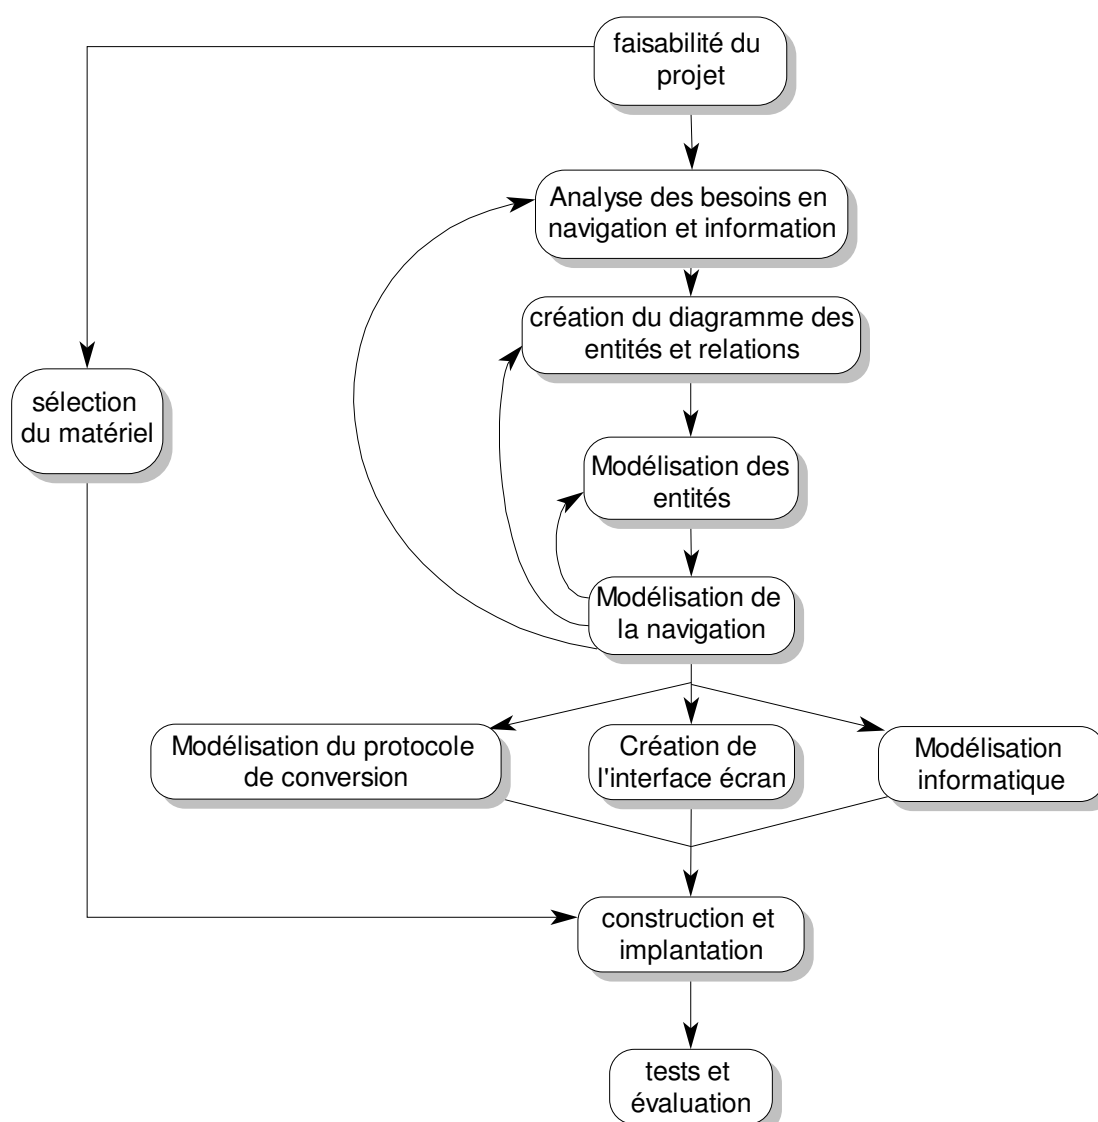 faisabilité du
projet
Analyse des besoins en
navigation et information
création du diagramme des
entités et relations
sélection
du matériel
Modélisation des
entités
Modélisation de
la navigation
Modélisation du protocole
de conversion
Création de
l'interface écran
Modélisation
informatique
construction et
implantation
tests et
évaluation